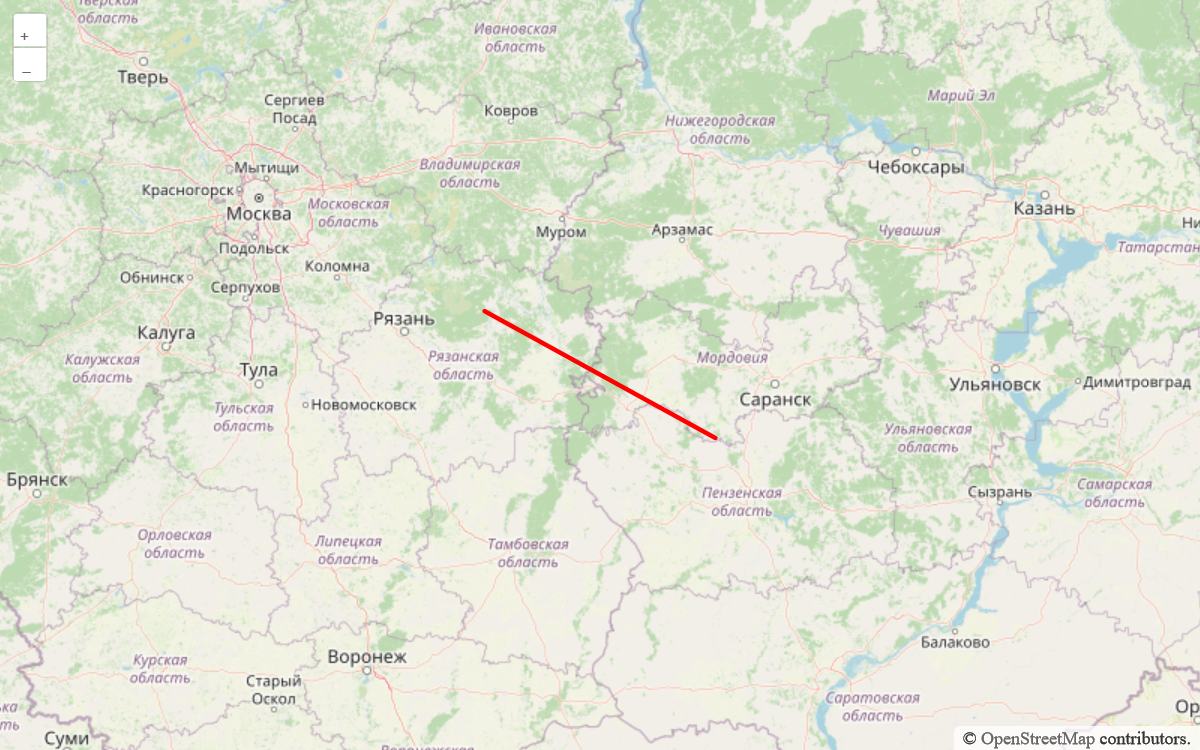 Тверская
область
+
–
Тверь
Ивановская
область
Сергиев
Посад
Ковров
Марий Эл
Нижегородская
область
Мытищи
Владимирская
область
Чебоксары
Красногорск
Москва
Московская
область
Казань
Муром
Арзамас
Чувашия
Подольск
Татарстан
Коломна
Обнинск
Серпухов
Рязань
Калуга
Калужская
область
Рязанская
область
Мордовия
Тула
Ульяновск
Димитровград
Саранск
Тульская
область
Новомосковск
Ульяновская
область
Брянск
Пензенская
область
Сызрань
Самарская
область
Орловская
область
Липецкая
область
Тамбовская
область
Балаково
Воронеж
Курская
область
Старый
Оскол
Саратовская
область
Ор
Сумы
© OpenStreetMap contributors.